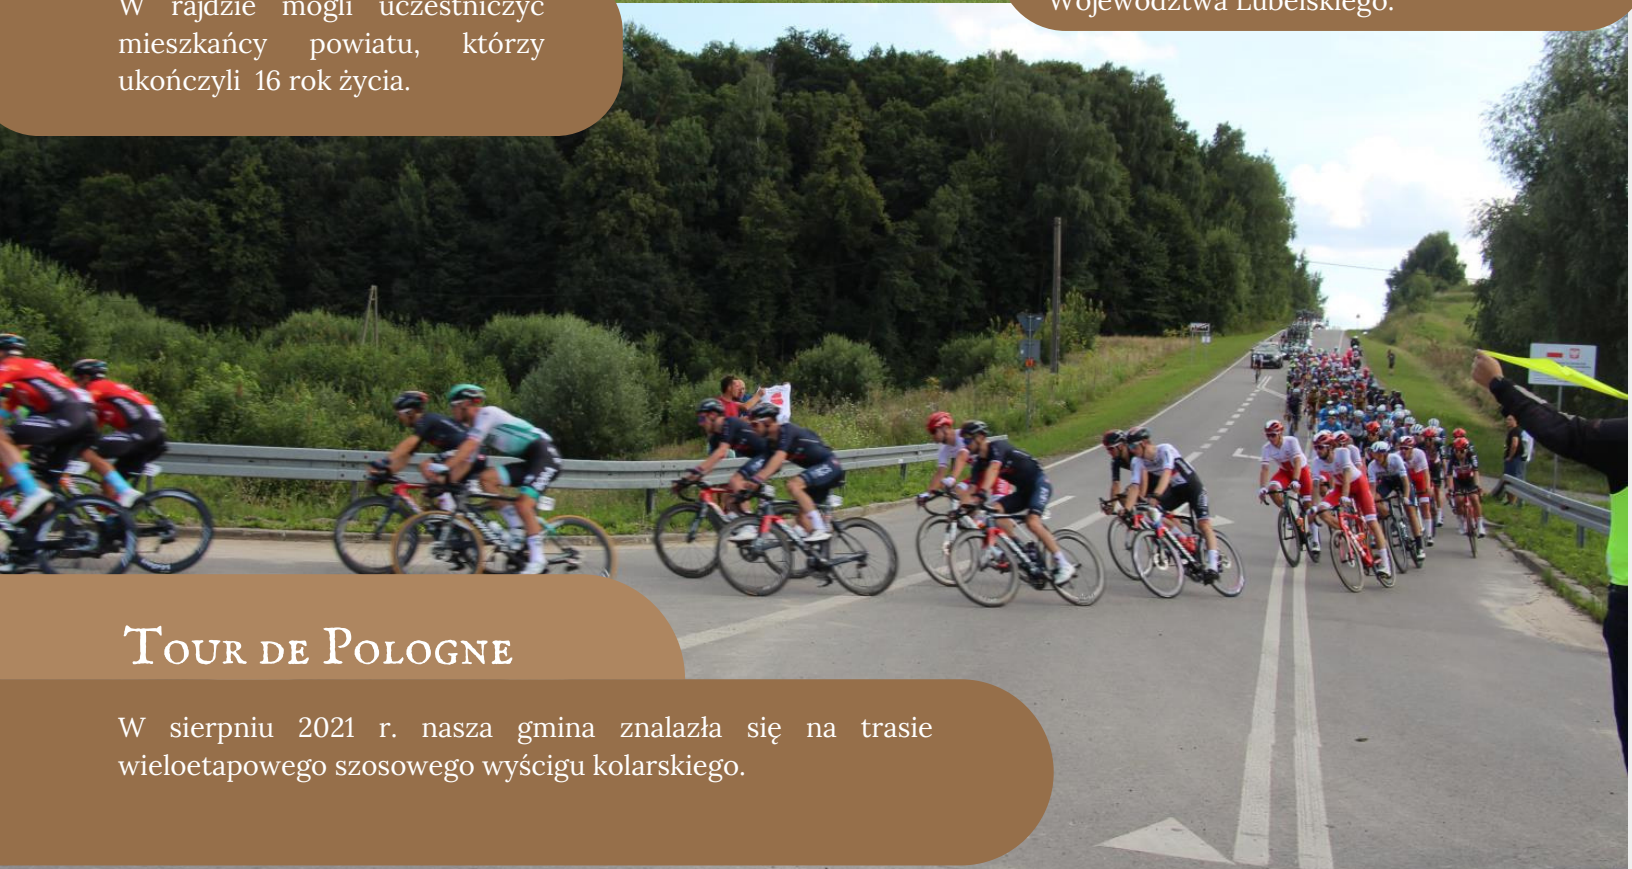 W rajdzie mogli uczestniczyć
mieszkańcy powiatu, którzy
ukończyli 16 rok życia.
Województwa Lubelskiego.
Tour de Pologne
W sierpniu 2021 r. nasza gmina znalazła się na trasie
wieloetapowego szosowego wyścigu kolarskiego.